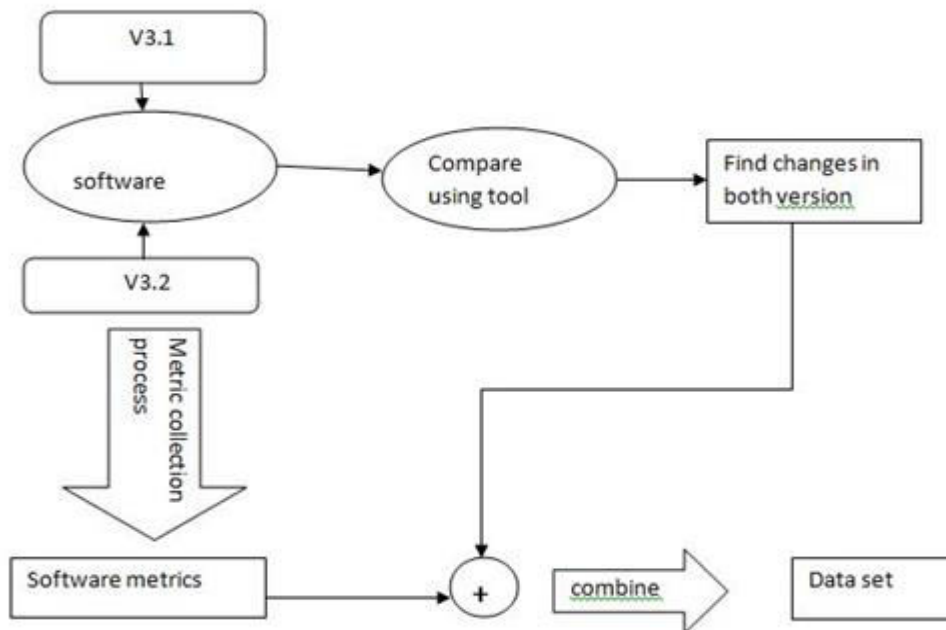 V3.1
software
Compare
using tool
Find changes in
both version
V3.2
Metric collection
process
Software metrics
+
combine
Data set